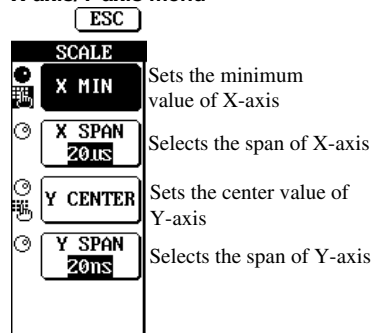 ESC
SCALE
X MIN
Sets the minimum
value of X-axis
X SPAN
20us
Selects the span of X-axis
Y CENTER
Sets the center value of
Y-axis
Y SPAN
20ns
Selects the span of Y-axis